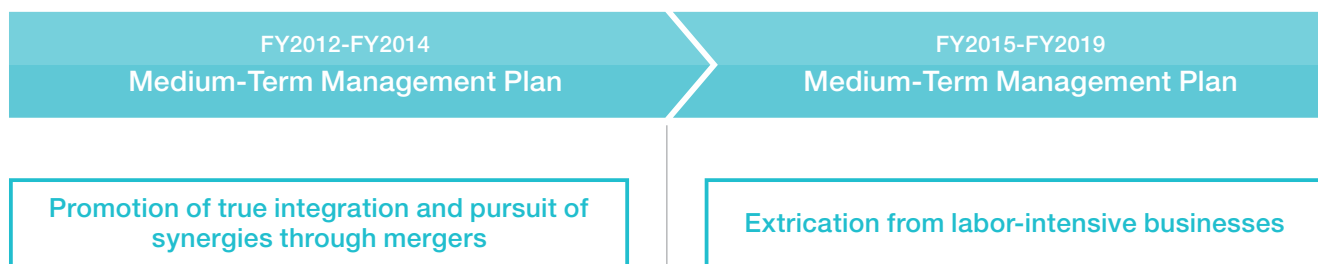 FY2012-FY2014
Medium-Term Management Plan
FY2015-FY2019
Medium-Term Management Plan
Promotion of true integration and pursuit of
synergies through mergers
Extrication from labor-intensive businesses